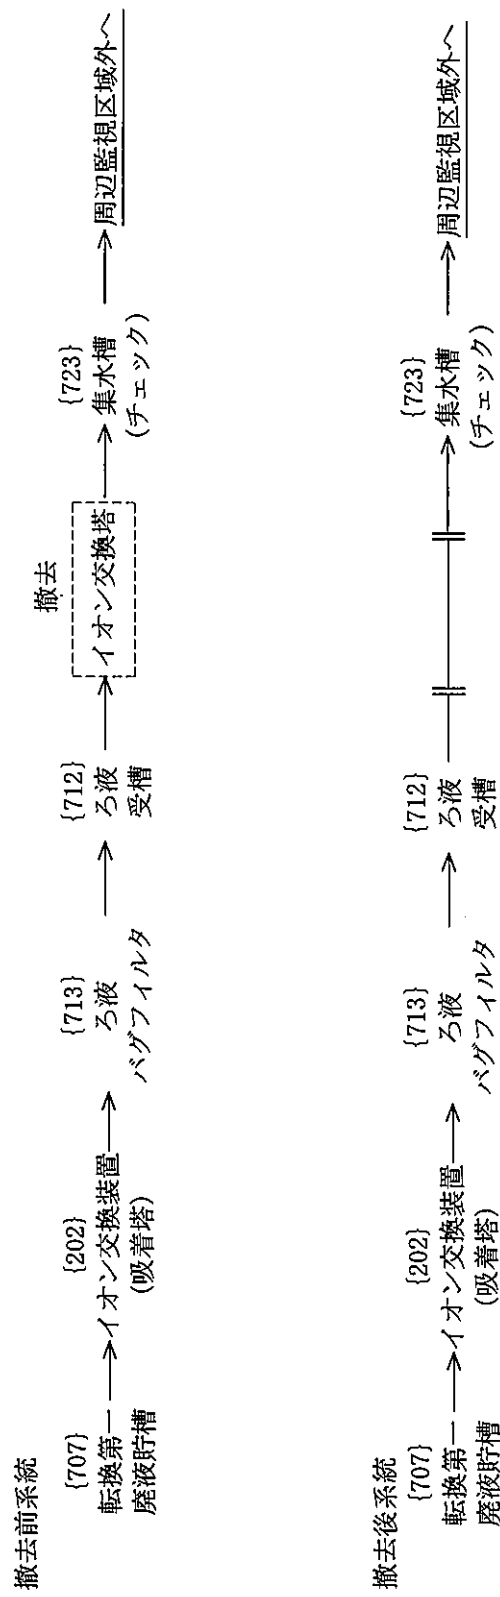 撤去前系統
{707}
転換第一
廃液貯槽
{202}
イオン交換装置
(吸着塔)
{713}
ろ液
バグフィルタ
{712}
ろ液
受槽
撤去
イオン交換塔
{723}
集水槽
(チェック)
周辺監視区域外へ
撤去後系統
{707}
転換第一
廃液貯槽
{202}
イオン交換装置
(吸着塔)
{713}
ろ液
バグフィルタ
{712}
ろ液
受槽
{723}
集水槽
(チェック)
周辺監視区域外へ